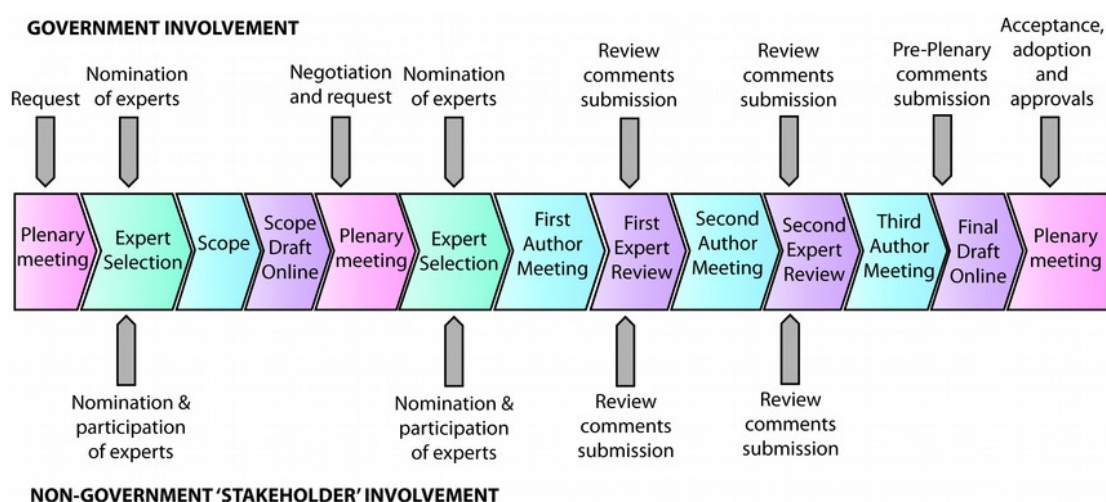 GOVERNMENT INVOLVEMENT
Request
Nomination
of experts
Negotiation
and request
Nomination
of experts
Review
comments
submission
Review
comments
submission
Pre-Plenary
comments
submission
Acceptance,
adoption
and
approvals
Plenary
meeting
Expert
Selection
Scope
Scope
Draft
Online
Plenary
meeting
Expert
Selection
First
Author
Meeting
First
Expert
Review
Second
Author
Meeting
Second
Expert
Review
Third
Author
Meeting
Final
Draft
Online
Plenary
meeting
Nomination &
participation
of experts
Nomination &
participation
of experts
Review
comments
submission
Review
comments
submission
NON-GOVERNMENT ‘STAKEHOLDER’ INVOLVEMENT